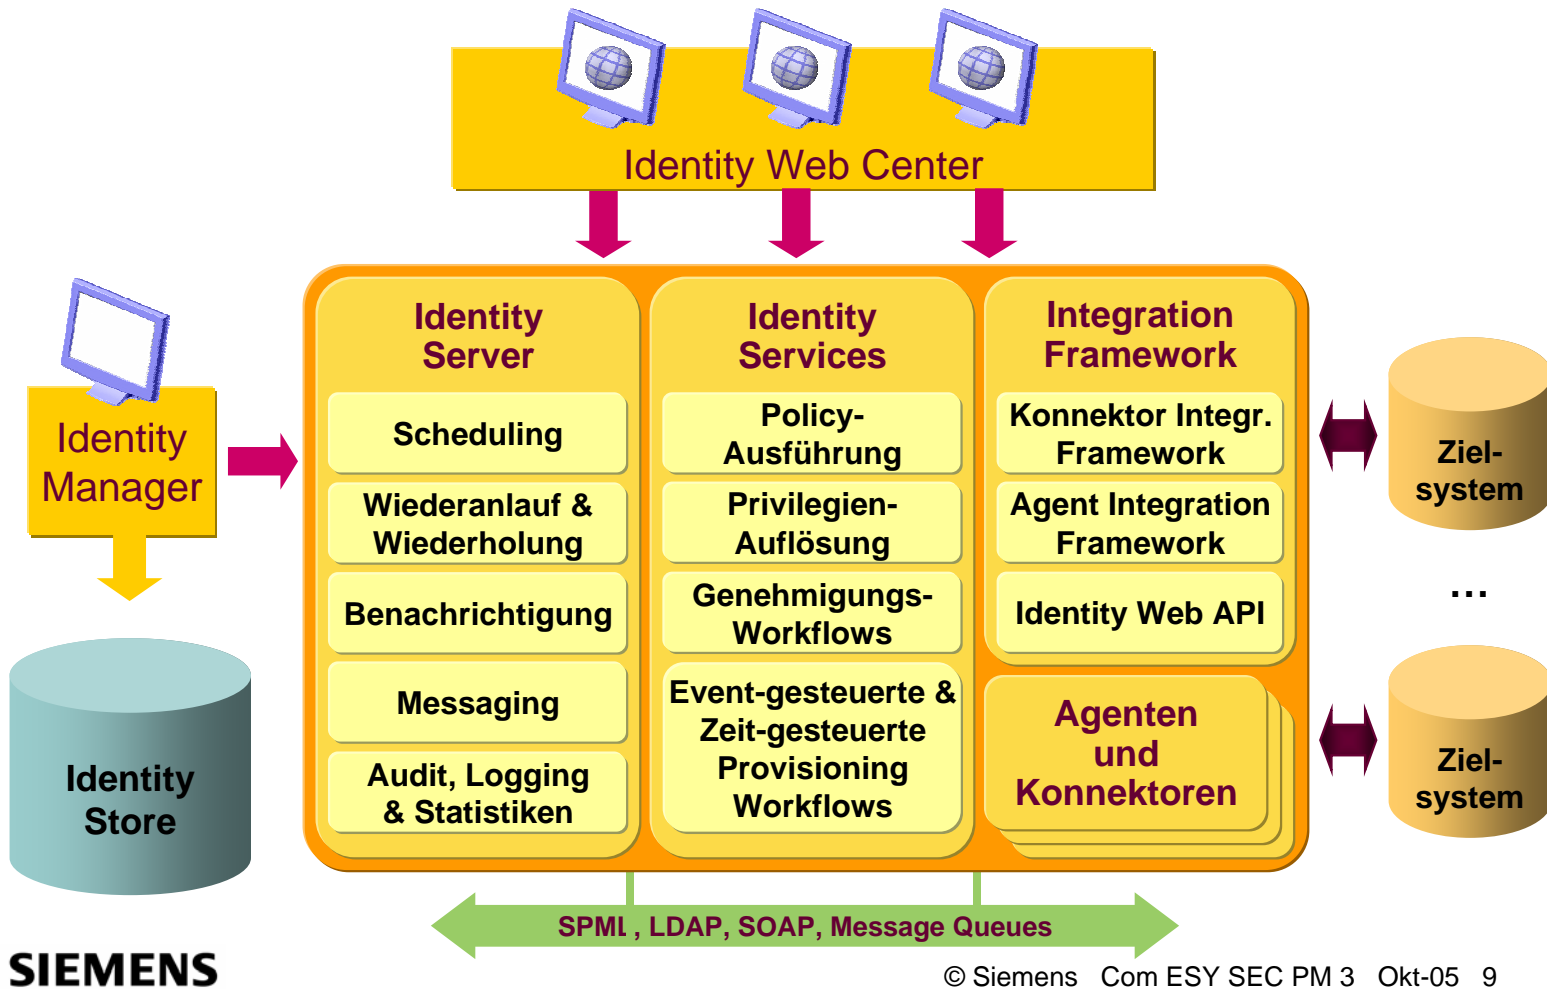 Identity Web Center
Identity
Manager
Identity
Store
Identity
Server
Scheduling
Wiederanlauf &
Wiederholung
Benachrichtigung
Messaging
Audit, Logging
& Statistiken
Identity
Services
Policy-
Ausführung
Privilegien-
Auflösung
Genehmigungs-
Workflows
Event-gesteuerte &
Zeit-gesteuerte
Provisioning
Workflows
Integration
Framework
Konnektor Integr.
Framework
Agent Integration
Framework
Identity Web API
Agenten
und
Konnektoren
Ziel-
system
...
Ziel-
system
SPML, LDAP, SOAP, Message Queues
SIEMENS
© Siemens Com ESY SEC PM 3 Okt-05 9